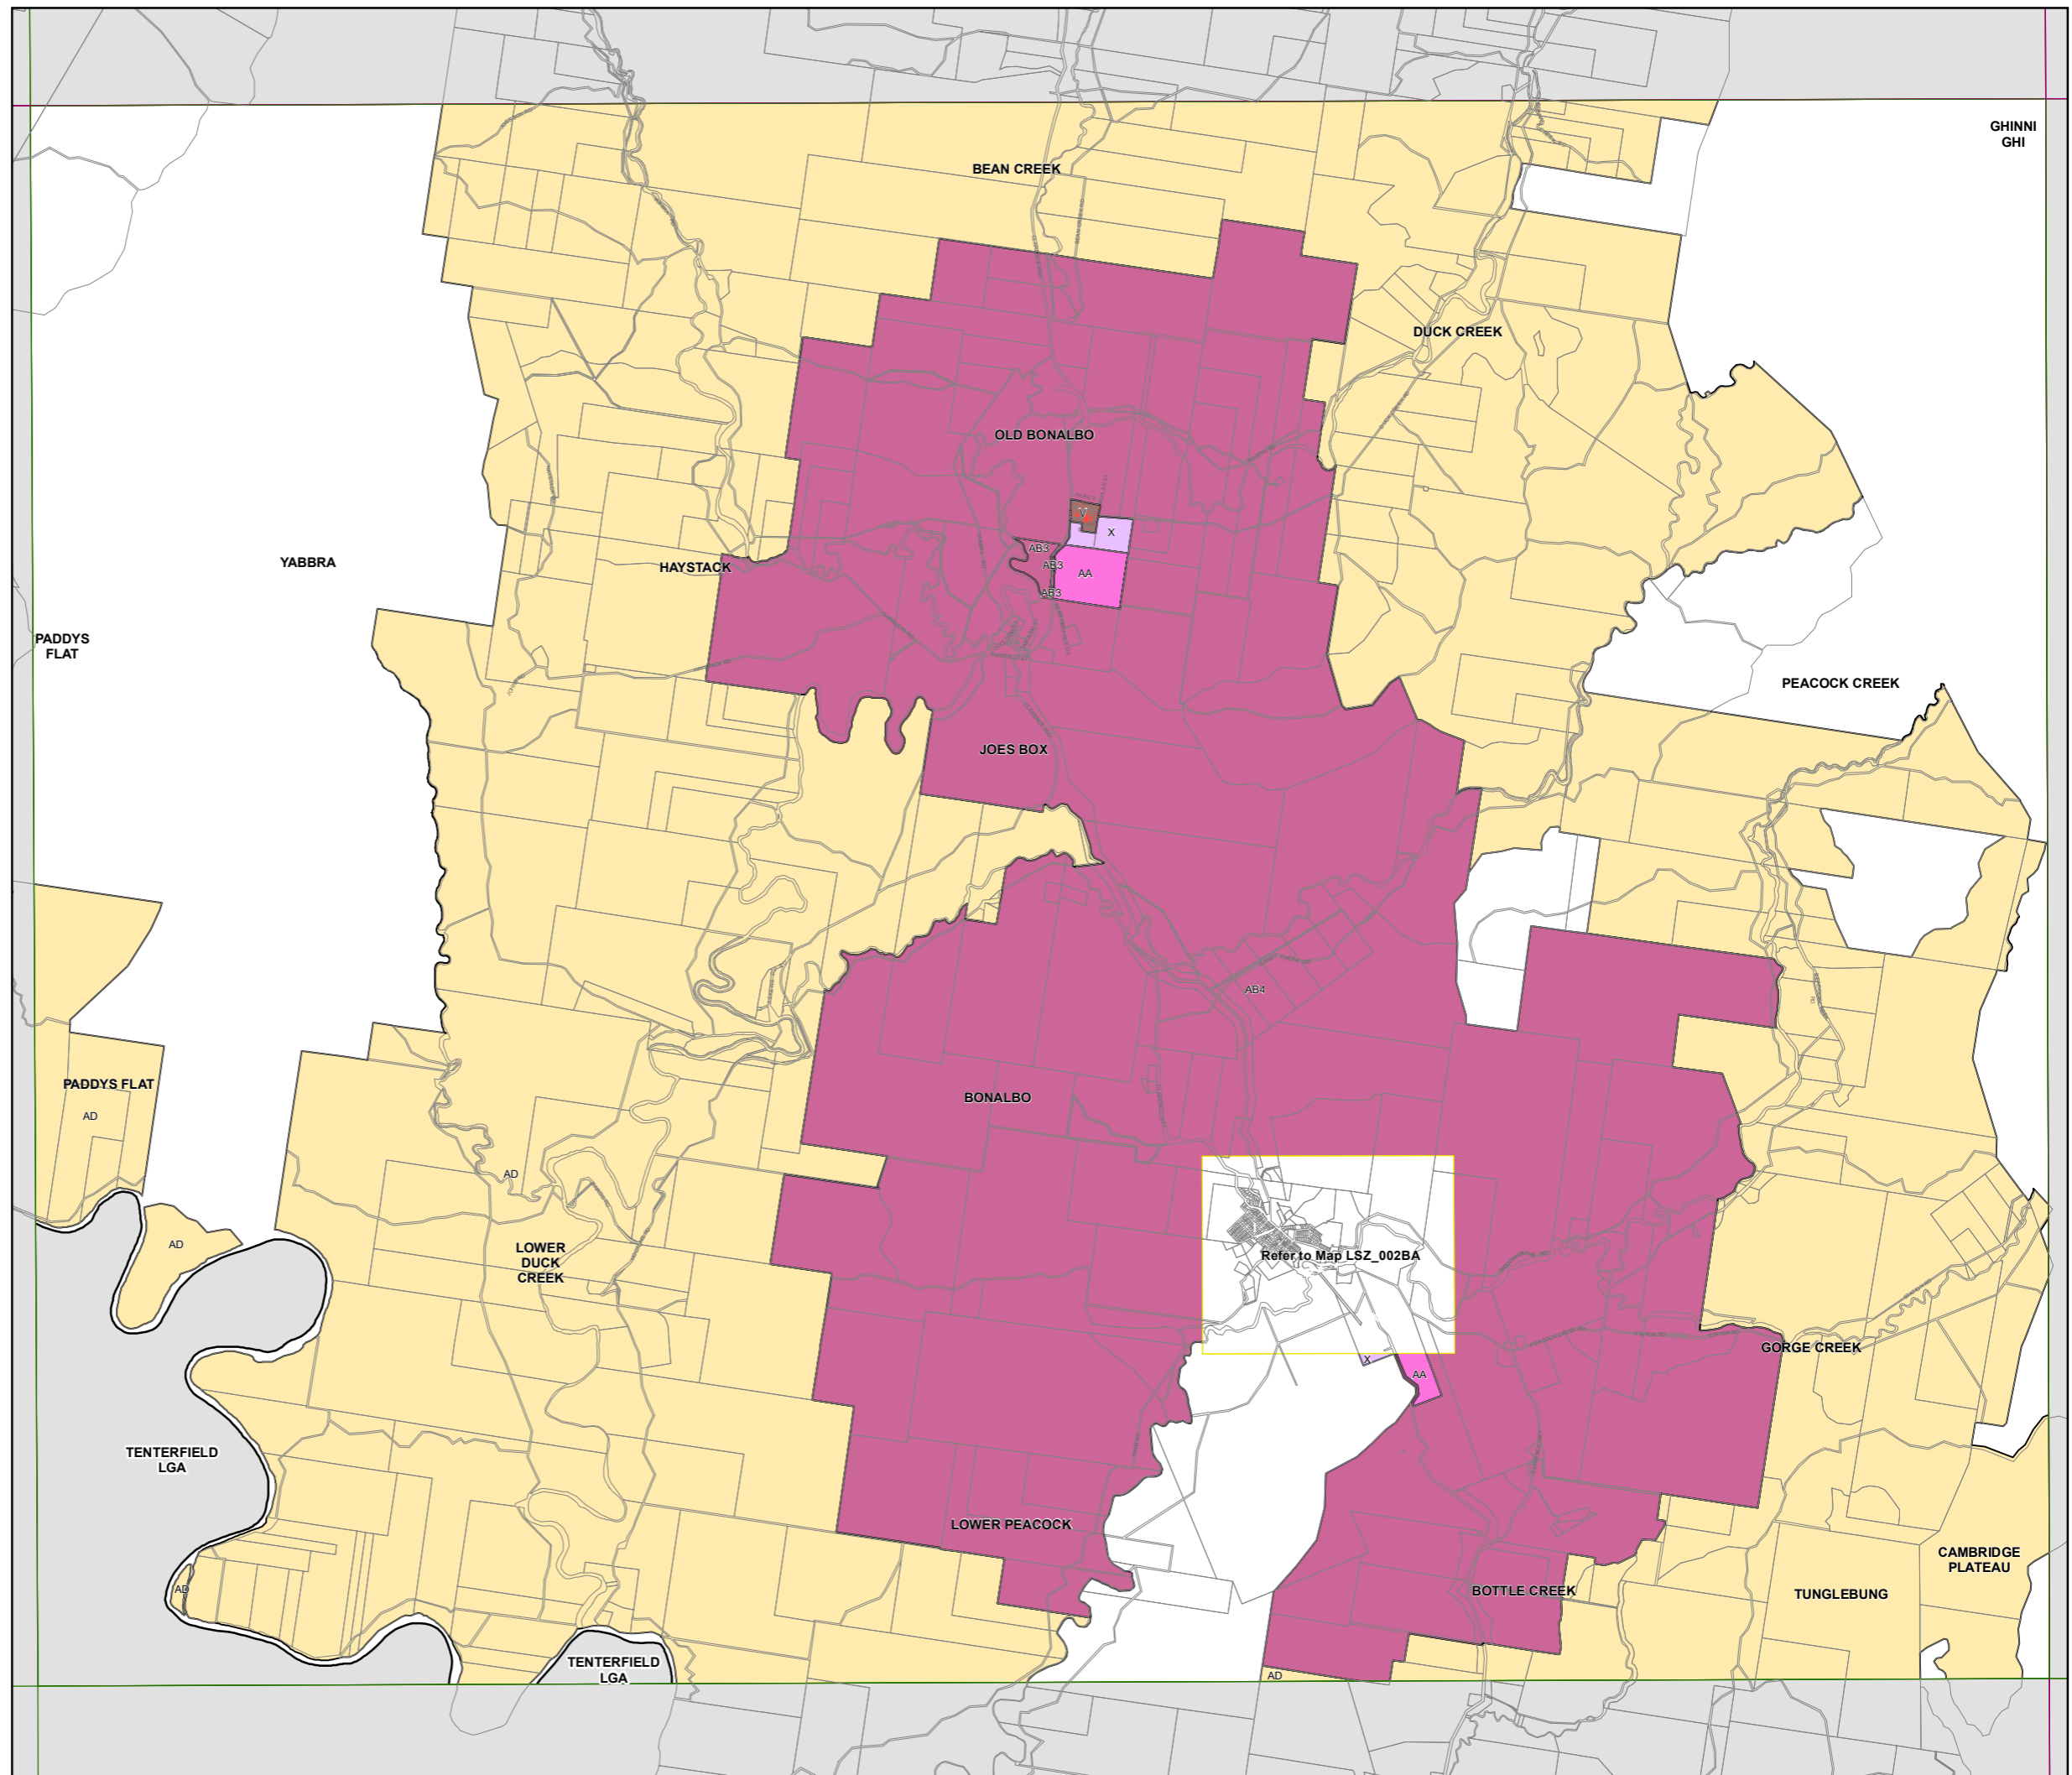 GHINNI
GHI
BEAN CREEK
DUCK CREEK
OLD BONALBO
V
X
AB3
AB3
AA
AB3
YABBRA
HAYSTACK
PADDYS
FLAT
PEACOCK CREEK
JOES BOX
AB4
PADDYS FLAT
AD
BONALBO
AD
AD
LOWER
DUCK
CREEK
Refer to Map LSZ_002BA
GORGE CREEK
X
AA
TENTERFIELD
LGA
LOWER PEACOCK
CAMBRIDGE
PLATEAU
AD
BOTTLE CREEK
TUNGLEBUNG
TENTERFIELD
LGA
AD